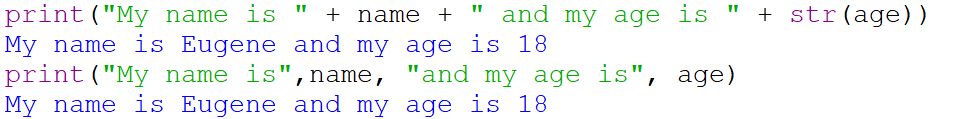 print("My name is " + name + " and my age is " + str(age))
My name is Eugene and my age is 18
print("My name is",name, "and my age is", age)
My name is Eugene and my age is 18